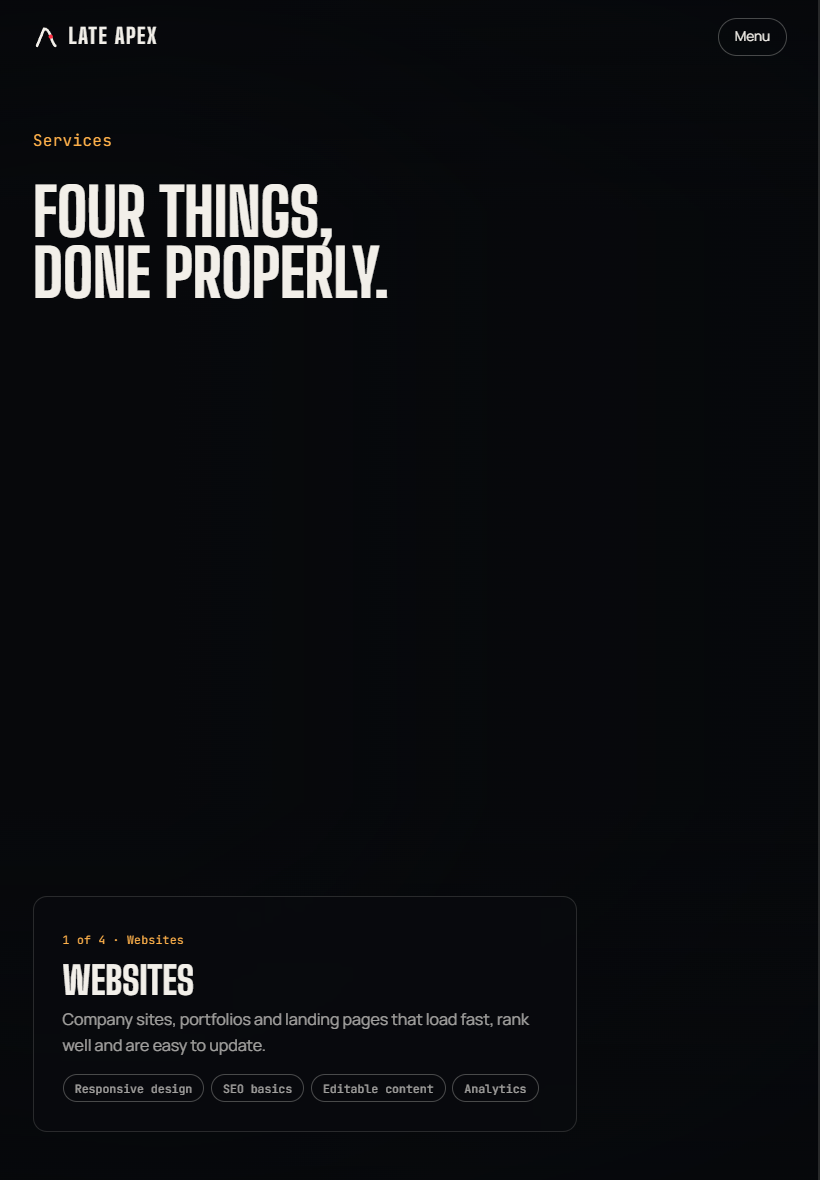 LATE APEX
Menu
Services
FOUR THINGS,
DONE PROPERLY.
1 of 4 · Websites
WEBSITES
Company sites, portfolios and landing pages that load fast, rank
well and are easy to update.
Responsive design SEO basics Editable content Analytics